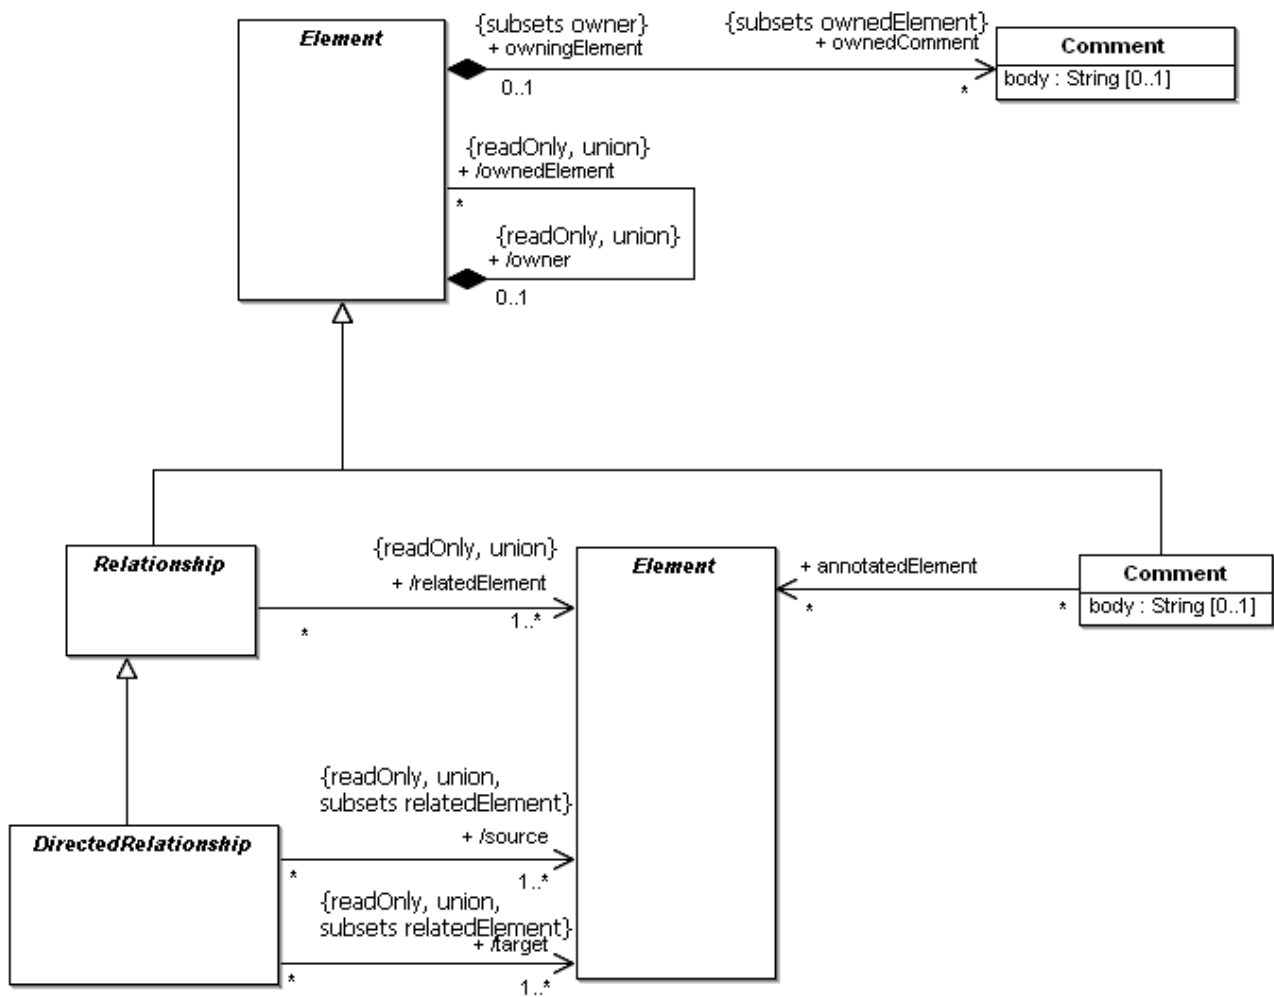 Element
{subsets owner}
+ owningElement
0..1
{subsets ownedElement}
+ ownedComment
*
Comment
body : String [0..1]
{readOnly, union}
+ /ownedElement
*
{readOnly, union}
+ /owner
0..1
Relationship
{readOnly, union}
+ /relatedElement
*
1..*
Element
+ annotatedElement
*
*
Comment
body : String [0..1]
DirectedRelationship
{readOnly, union,
subsets relatedElement}
+ /source
*
1..*
{readOnly, union,
subsets relatedElement}
+ /target
*
1..*